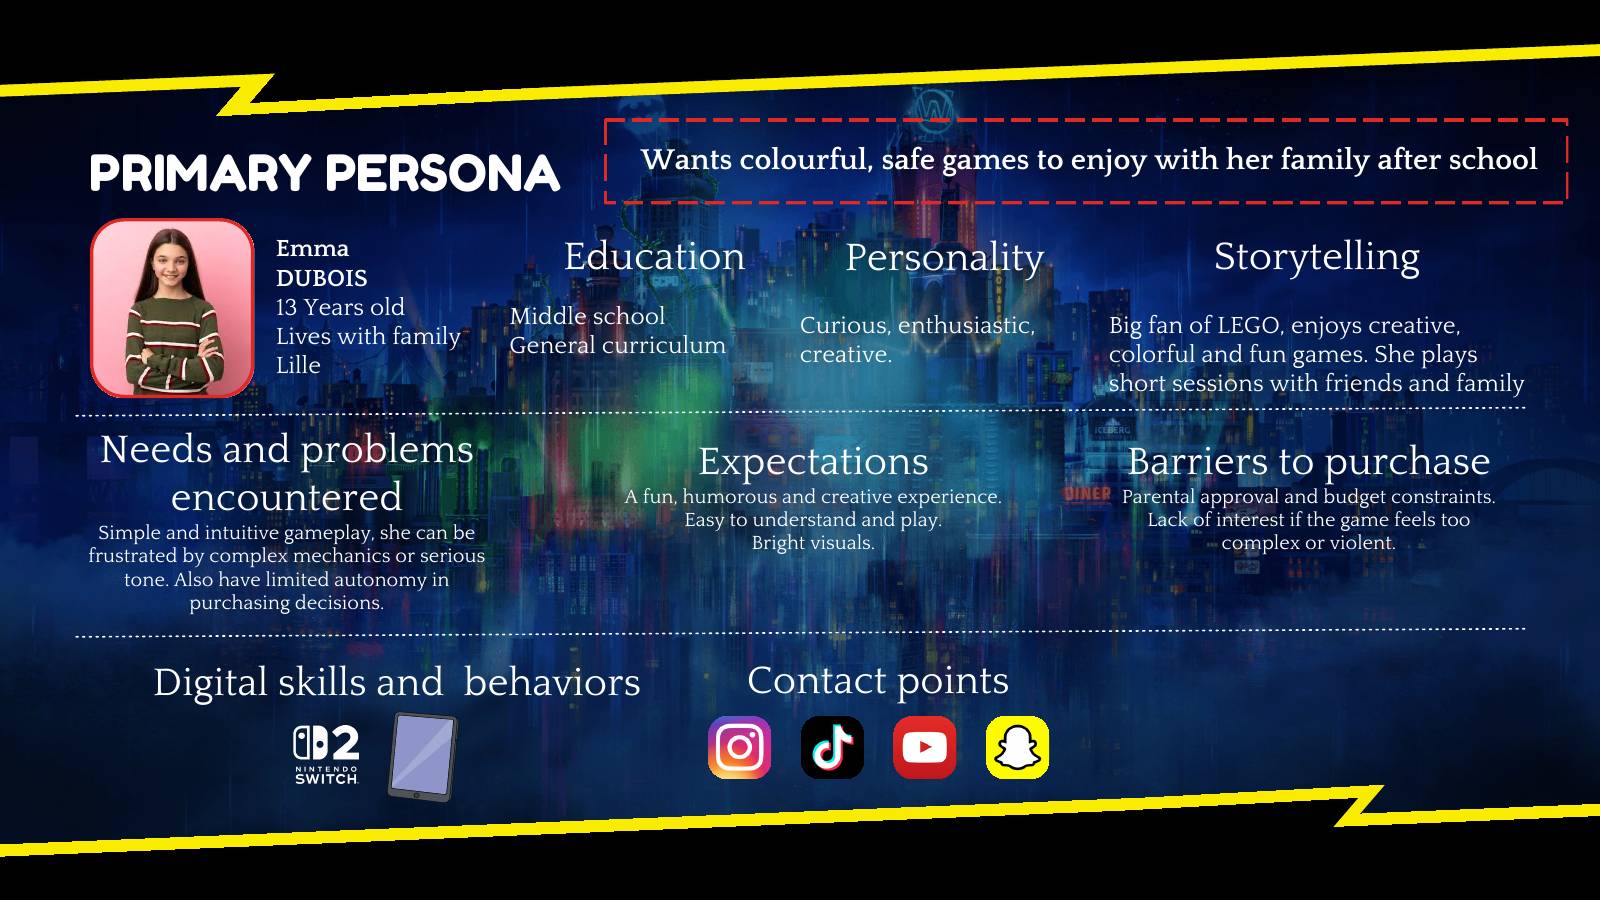 PRIMARY PERSONA
Wants colourful, safe games to enjoy with her family after school
Emma
DUBOIS
13 Years old
Lives with family
Lille
Education
Middle school
General curriculum
Personality
Curious, enthusiastic,
creative.
Storytelling
Big fan of LEGO, enjoys creative,
colorful and fun games. She plays
short sessions with friends and family
Needs and problems
encountered
Simple and intuitive gameplay, she can be
frustrated by complex mechanics or serious
tone. Also have limited autonomy in
purchasing decisions.
Expectations
A fun, humorous and creative experience.
Easy to understand and play.
Bright visuals.
Barriers to purchase
Parental approval and budget constraints.
Lack of interest if the game feels too
complex or violent.
DINER
ICEBERG
GCPD
W
Digital skills and behaviors
2
NINTENDO
SWITCH
Contact points